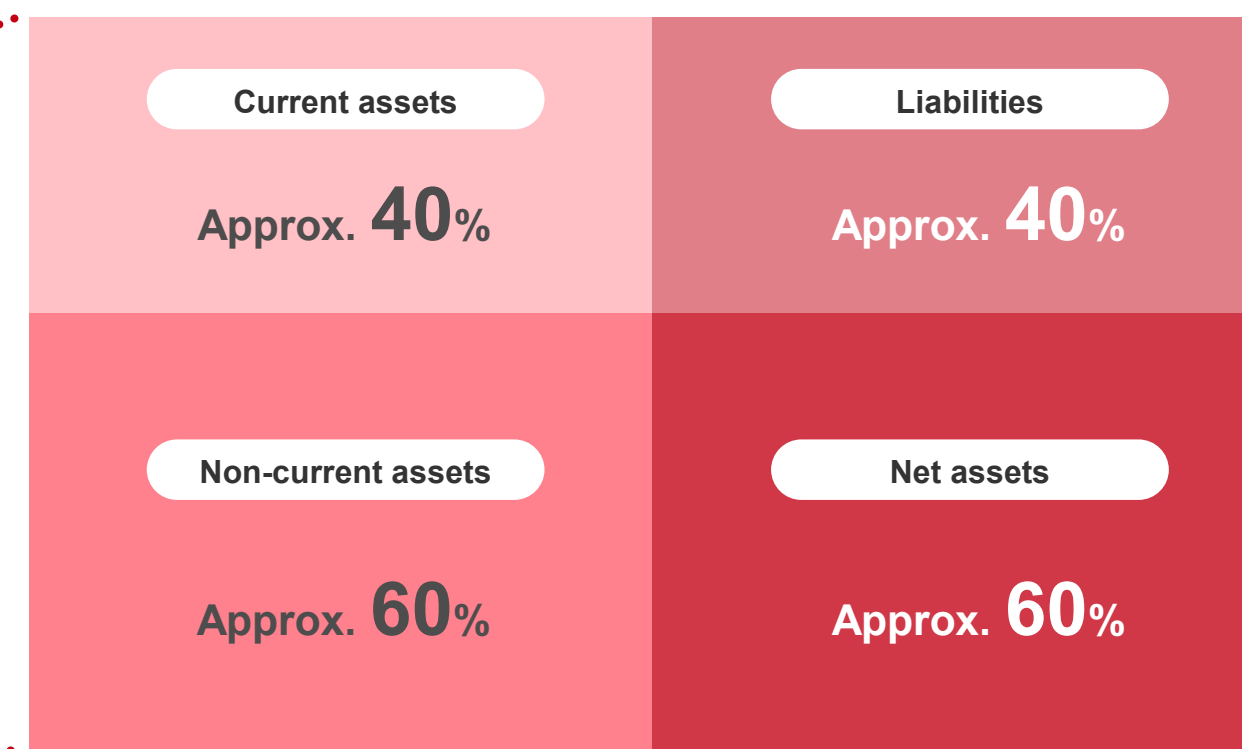 Current assets
Approx. 40%
Liabilities
Approx. 40%
Non-current assets
Approx. 60%
Net assets
Approx. 60%